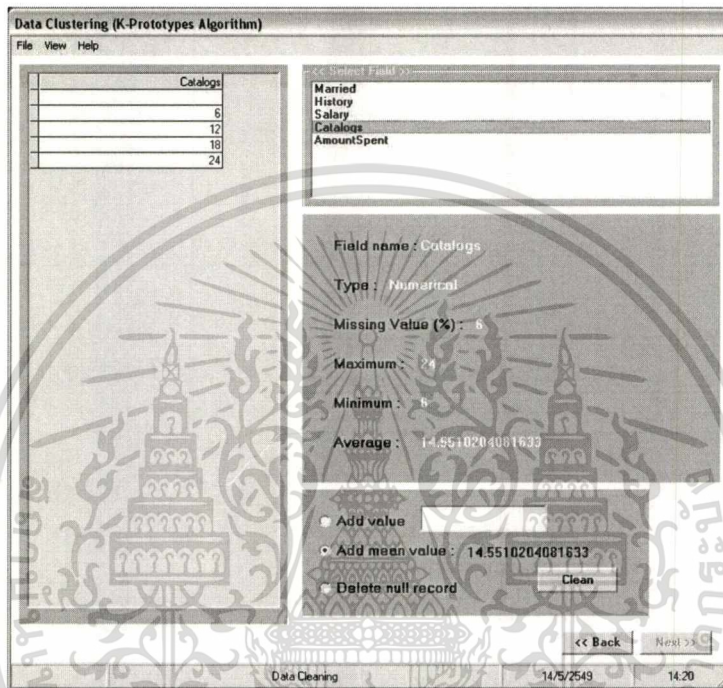 Data Clustering (K-Prototypes Algorithm)
File View Help
Catalogs
6
12
18
24
<< Select Field >>
Married
History
Salary
Catalogs
AmountSpent
Field name : Catalogs
Type : Numerical
Missing Value (%) : 6
Maximum : 24
Minimum : 6
Average : 14.5510204081633
Add value
Add mean value : 14.5510204081633
Delete null record
Clean
<< Back
Next >>
Data Cleaning
14/5/2549
14:20